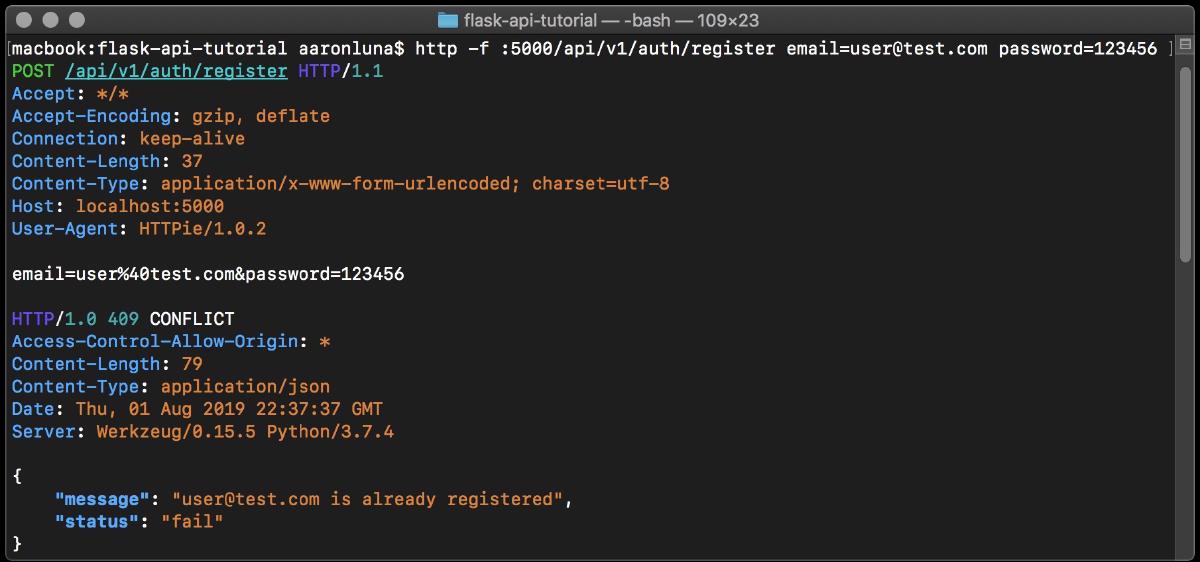 flask-api-tutorial — -bash — 109×23
[macbook:flask-api-tutorial aaronluna$ http -f :5000/api/v1/auth/register email=user@test.com password=123456 ]
POST /api/v1/auth/register HTTP/1.1
Accept: */*
Accept-Encoding: gzip, deflate
Connection: keep-alive
Content-Length: 37
Content-Type: application/x-www-form-urlencoded; charset=utf-8
Host: localhost:5000
User-Agent: HTTPie/1.0.2

email=user%40test.com&password=123456

HTTP/1.0 409 CONFLICT
Access-Control-Allow-Origin: *
Content-Length: 79
Content-Type: application/json
Date: Thu, 01 Aug 2019 22:37:37 GMT
Server: Werkzeug/0.15.5 Python/3.7.4

{
    "message": "user@test.com is already registered",
    "status": "fail"
}